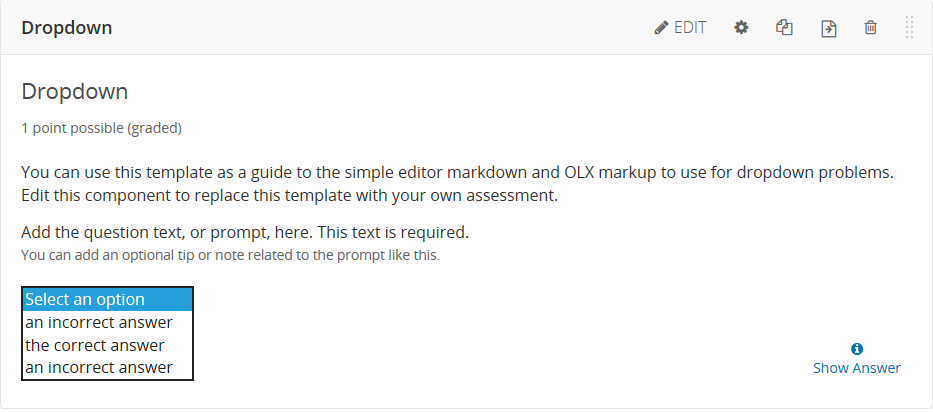 Dropdown
EDIT
Dropdown
1 point possible (graded)
You can use this template as a guide to the simple editor markdown and OLX markup to use for dropdown problems.
Edit this component to replace this template with your own assessment.
Add the question text, or prompt, here. This text is required.
You can add an optional tip or note related to the prompt like this.
Select an option
an incorrect answer
the correct answer
an incorrect answer
Show Answer